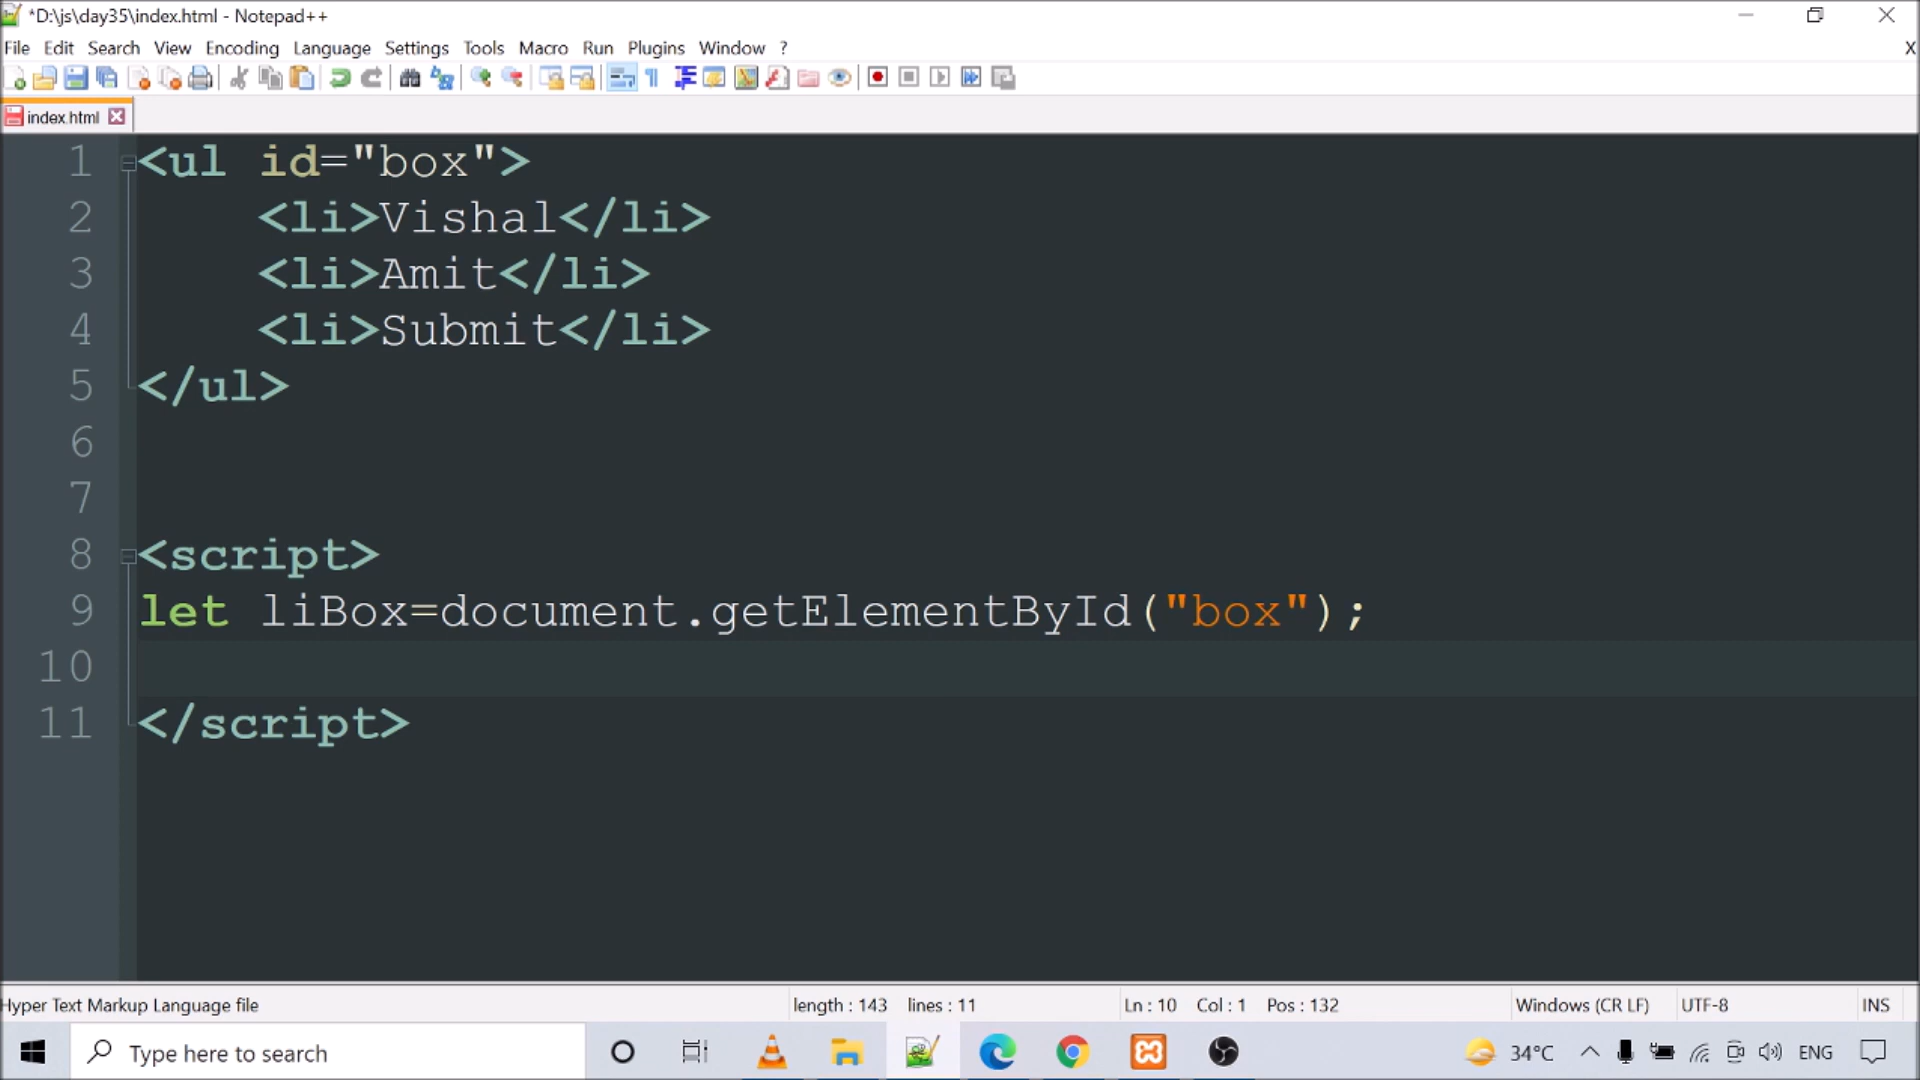 *D:\js\day35\index.html - Notepad++
File Edit Search View Encoding Language Settings Tools Macro Run Plugins Window ? X
index.html
1 <ul id="box">
2 <li>Vishal</li>
3 <li>Amit</li>
4 <li>Submit</li>
5 </ul>
6
7
8 <script>
9 let liBox=document.getElementById("box");
10
11 </script>
Hyper Text Markup Language file length : 143 lines : 11 Ln : 10 Col : 1 Pos : 132 Windows (CR LF) UTF-8 INS
Type here to search 34°C ENG